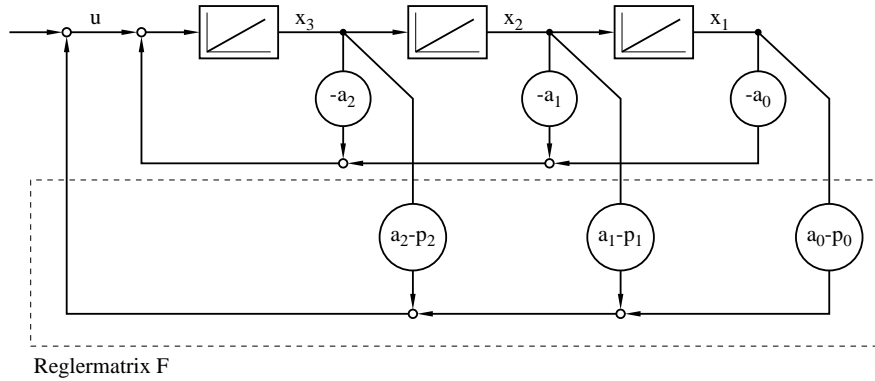 u
x₃
x₂
x₁
-a₂
-a₁
-a₀
a₂-p₂
a₁-p₁
a₀-p₀
Reglermatrix F